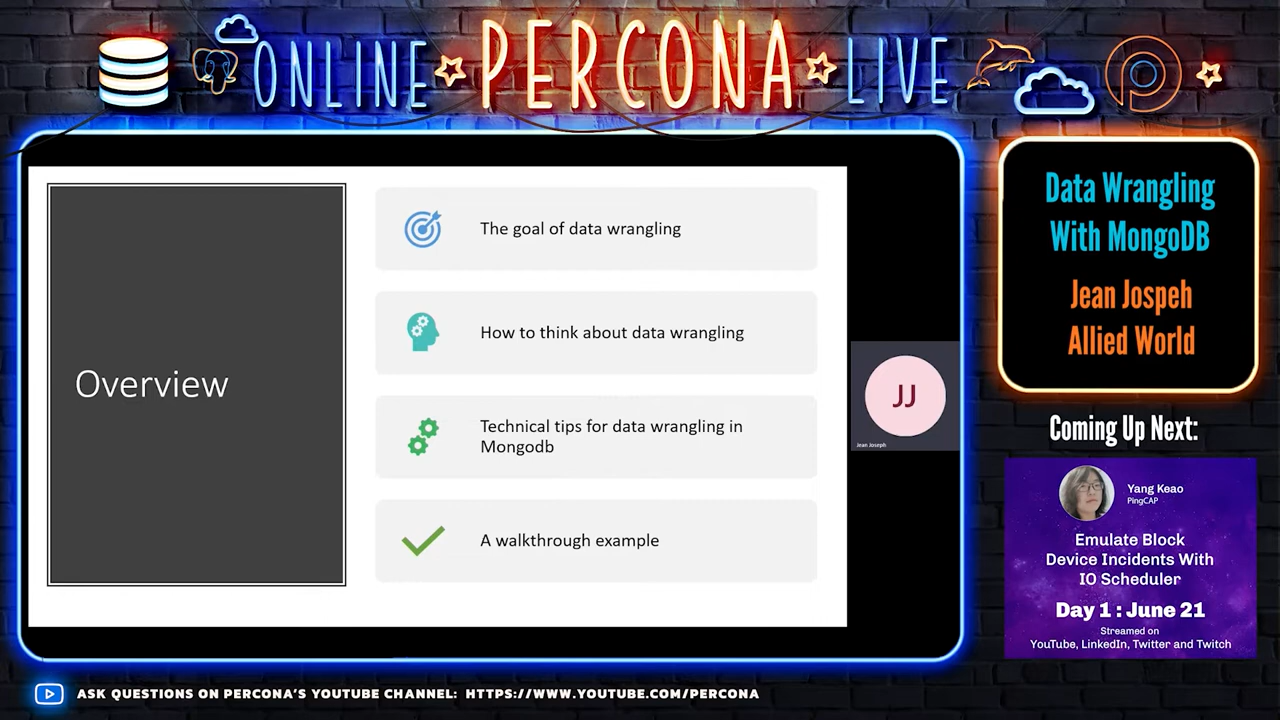 ONLINE PERCONA LIVE
Overview
The goal of data wrangling
How to think about data wrangling
Technical tips for data wrangling in
Mongodb
A walkthrough example
JJ
Jean Joseph
Data Wrangling
With MongoDB
Jean Jospeh
Allied World
Coming Up Next:
Yang Keao
PingCAP
Emulate Block
Device Incidents With
IO Scheduler
Day 1 : June 21
Streamed on
YouTube, LinkedIn, Twitter and Twitch
ASK QUESTIONS ON PERCONA'S YOUTUBE CHANNEL: HTTPS://WWW.YOUTUBE.COM/PERCONA